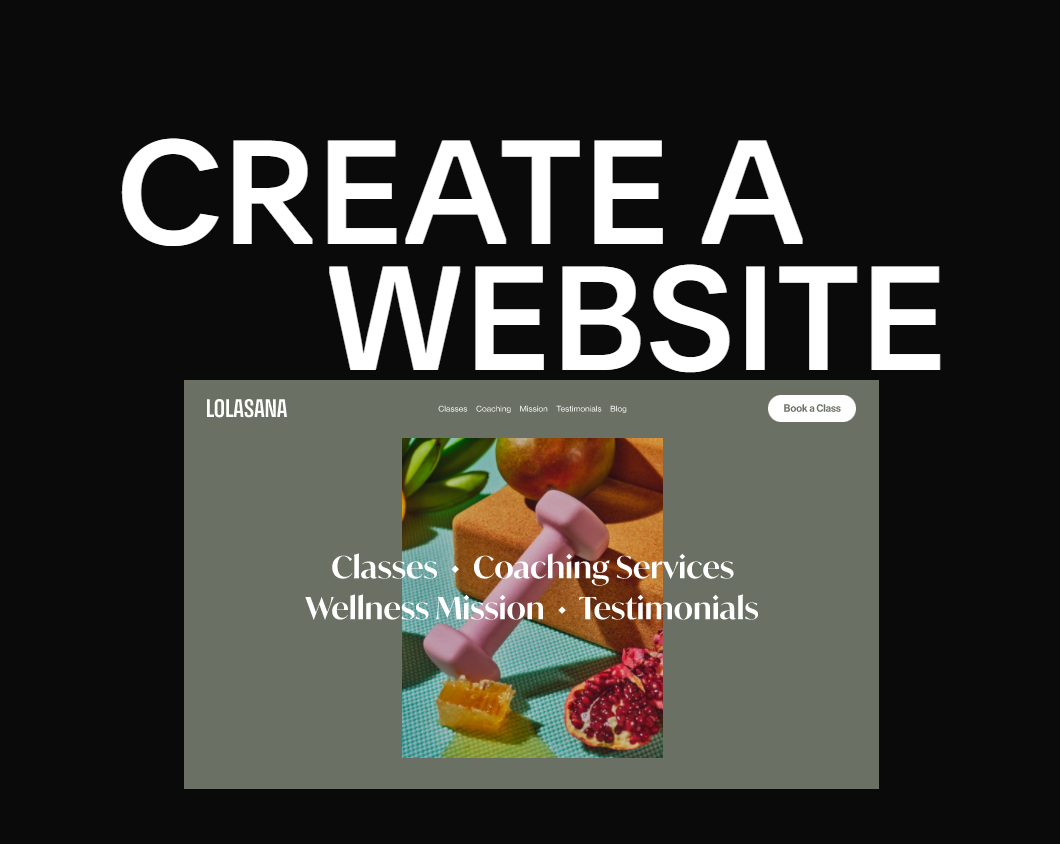 CREATE A
WEBSITE
LOLASANA
Classes Coaching Mission Testimonials Blog
Book a Class
Classes • Coaching Services
Wellness Mission • Testimonials